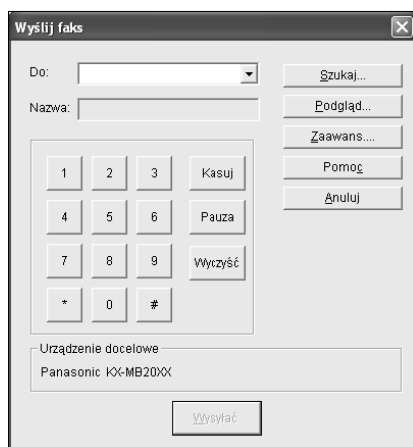 Wyślij faks
Do:
Szukaj...
Nazwa:
Podgląd...
Zaawans....
1 2 3 Kasuj
Pomoc
Anuluj
4 5 6 Pauza
7 8 9 Wyczyść
* 0 #
Urządzenie docelowe
Panasonic KX-MB20XX
Wysyłać